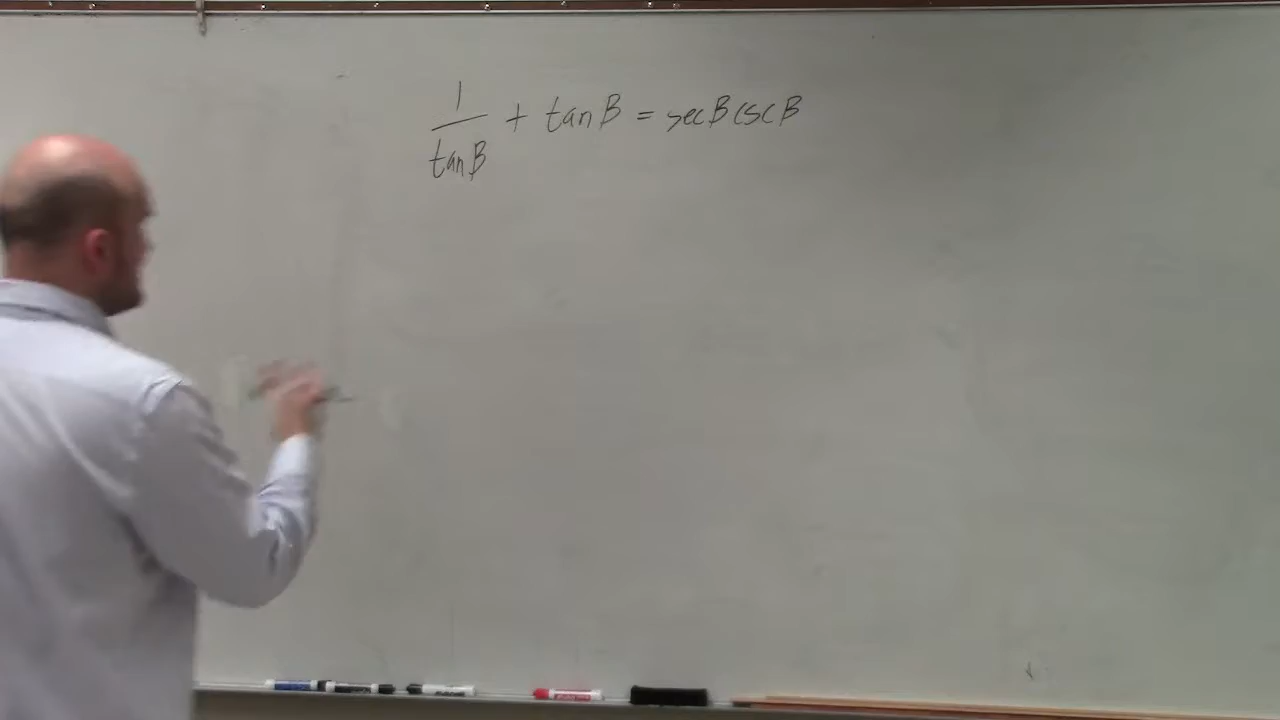 1/tan B + tan B = sec B csc B